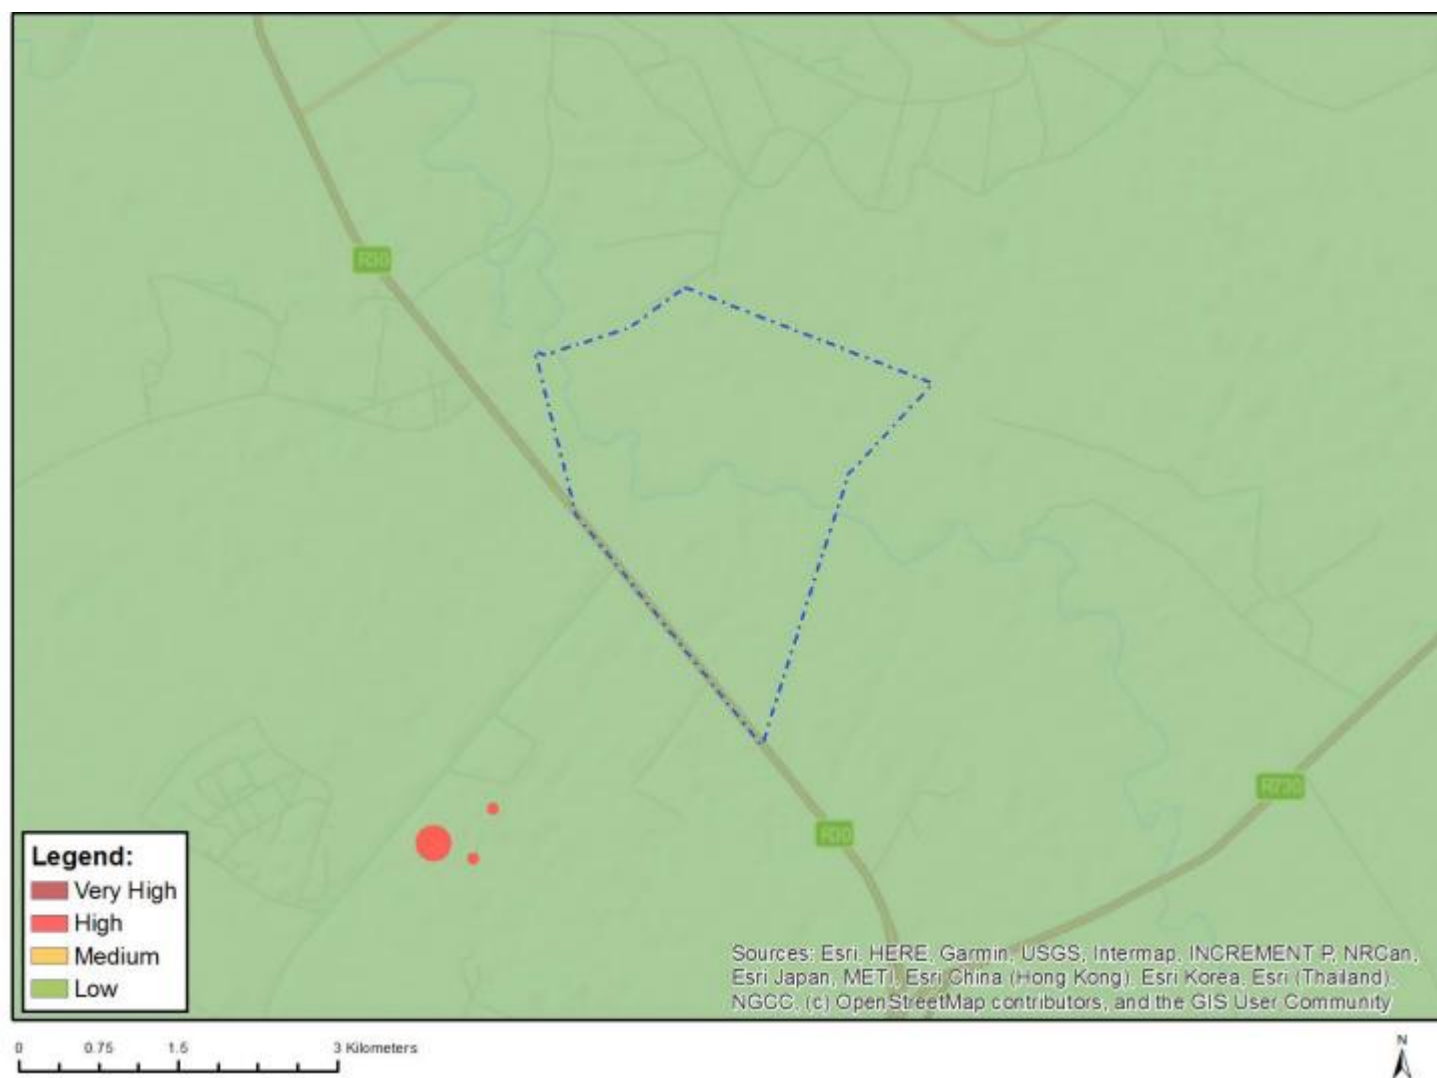 R30
R30
R730
Legend:
Very High
High
Medium
Low
Sources: Esri, HERE, Garmin, USGS, Intermap, INCREMENT P, NRCan,
Esri Japan, METI, Esri China (Hong Kong), Esri Korea, Esri (Thailand),
NGCC, (c) OpenStreetMap contributors, and the GIS User Community
0 0.75 1.5 3 Kilometers
N